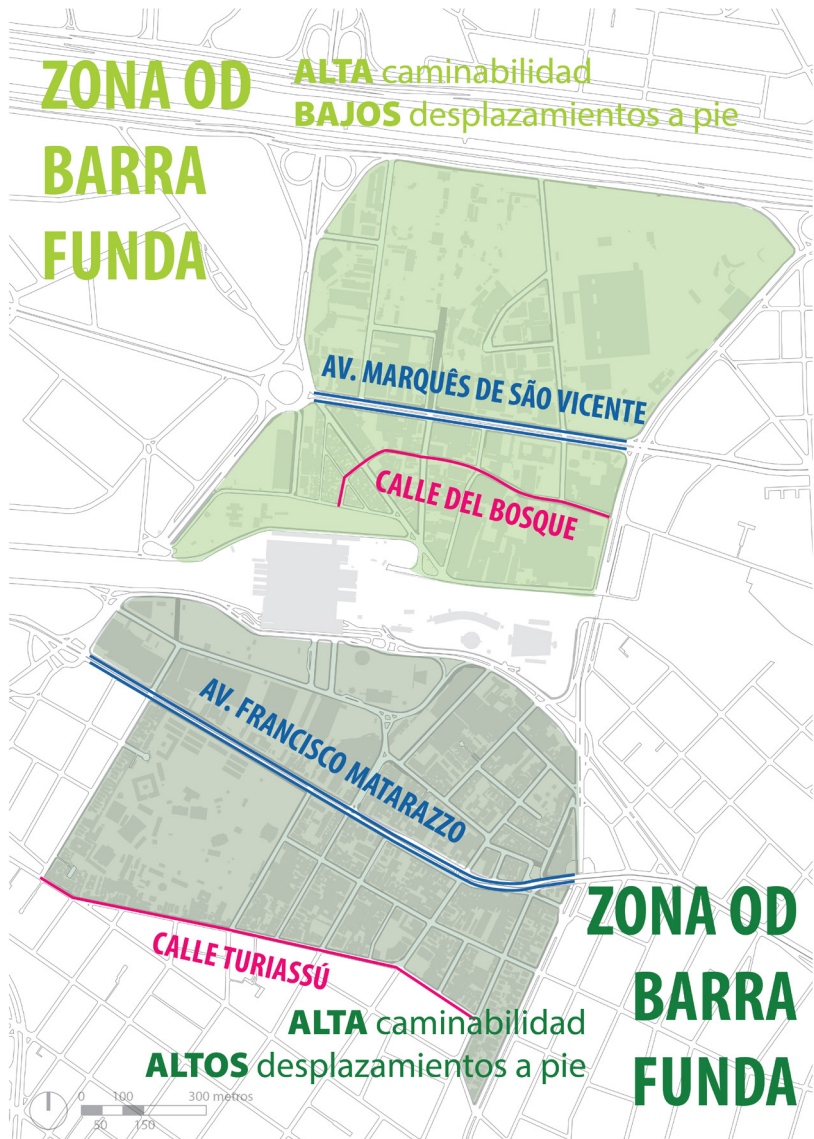 ZONA OD
BARRA
FUNDA
ALTA caminabilidad
BAJOS desplazamientos a pie
AV. MARQUÊS DE SÃO VICENTE
CALLE DEL BOSQUE
AV. FRANCISCO MATARAZZO
CALLE TURIASSÚ
ZONA OD
BARRA
FUNDA
ALTA caminabilidad
ALTOS desplazamientos a pie
0 100 300 metros
50 150